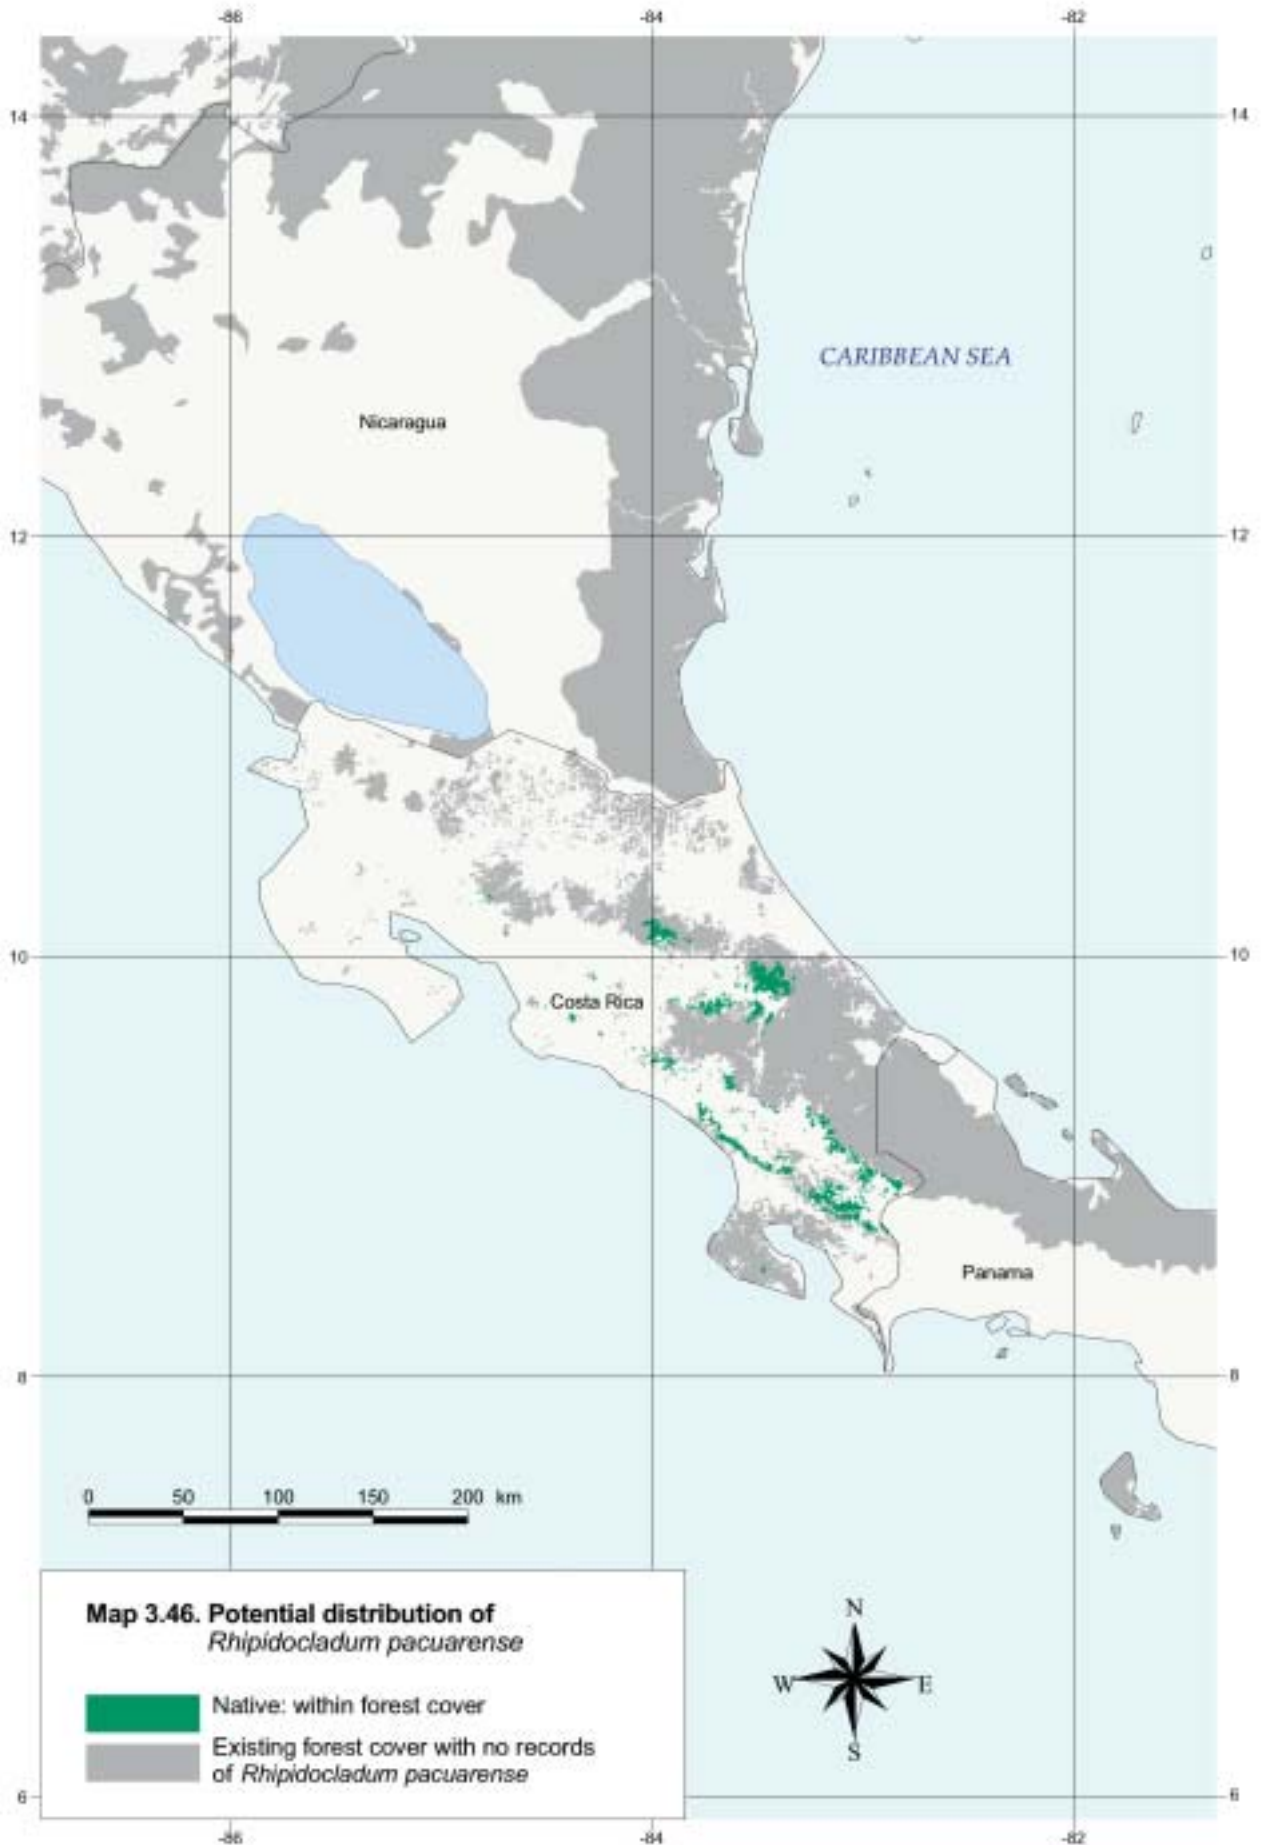 -86 -84 -82
14 14
CARIBBEAN SEA
Nicaragua
12 12
10 10
Costa Rica
Panama
8 8
0 50 100 150 200 km
Map 3.46. Potential distribution of
Rhipidocladum pacuarense
Native: within forest cover
Existing forest cover with no records
of Rhipidocladum pacuarense
N
W E
S
6 6
-86 -84 -82